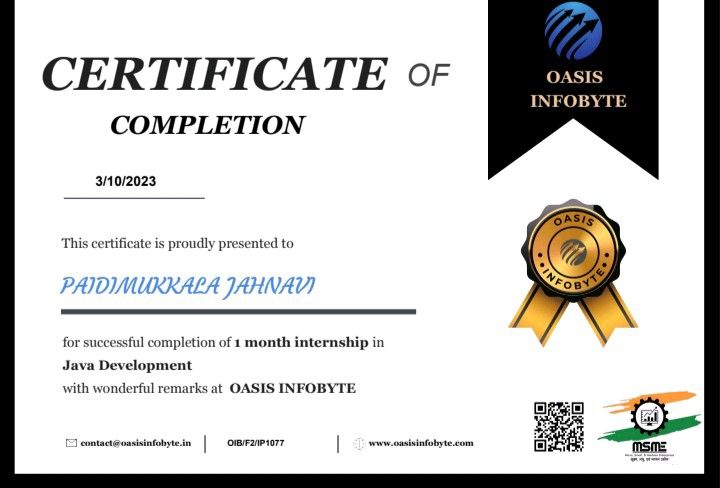 CERTIFICATE OF
COMPLETION
OASIS
INFOBYTE
3/10/2023
This certificate is proudly presented to
PAIDIMUKKALA JAHNAVI
for successful completion of 1 month internship in
Java Development
with wonderful remarks at OASIS INFOBYTE
OASIS
INFOBYTE
contact@oasisinfobyte.in
OIB/F2/IP1077
www.oasisinfobyte.com
MSME